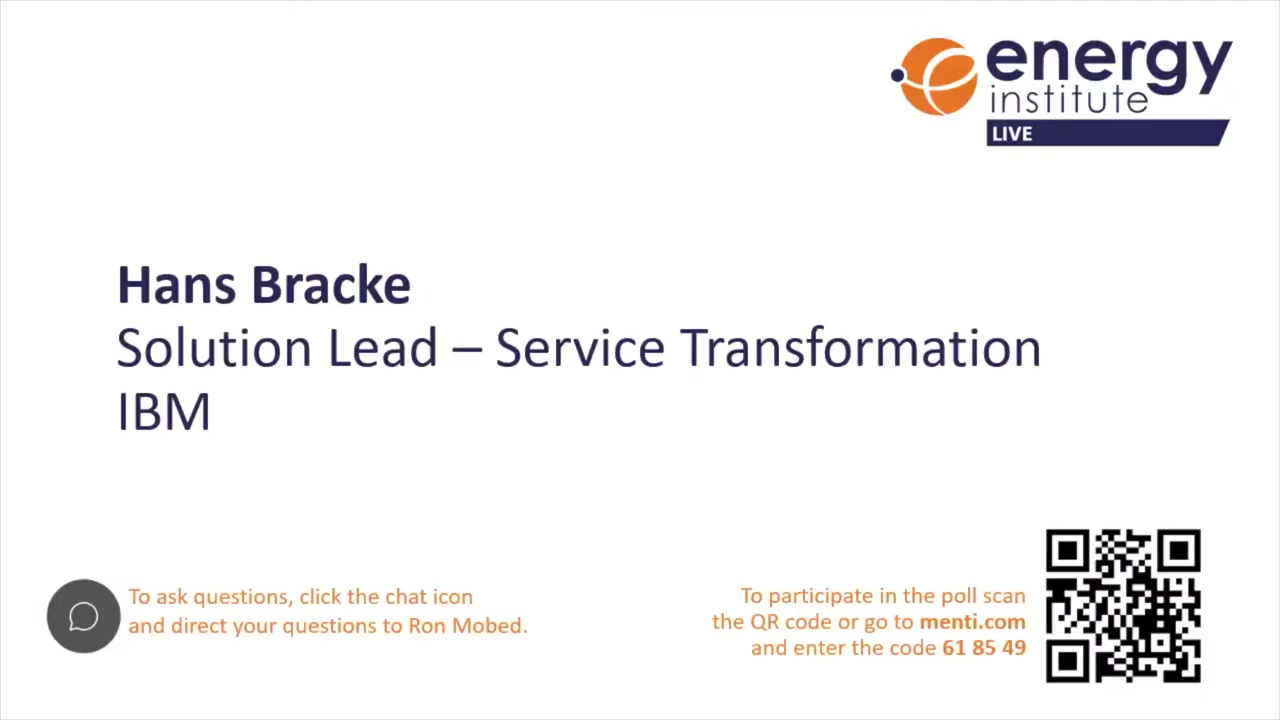 energy
institute
LIVE
Hans Bracke
Solution Lead – Service Transformation
IBM
To ask questions, click the chat icon
and direct your questions to Ron Mobed.
To participate in the poll scan
the QR code or go to menti.com
and enter the code 61 85 49